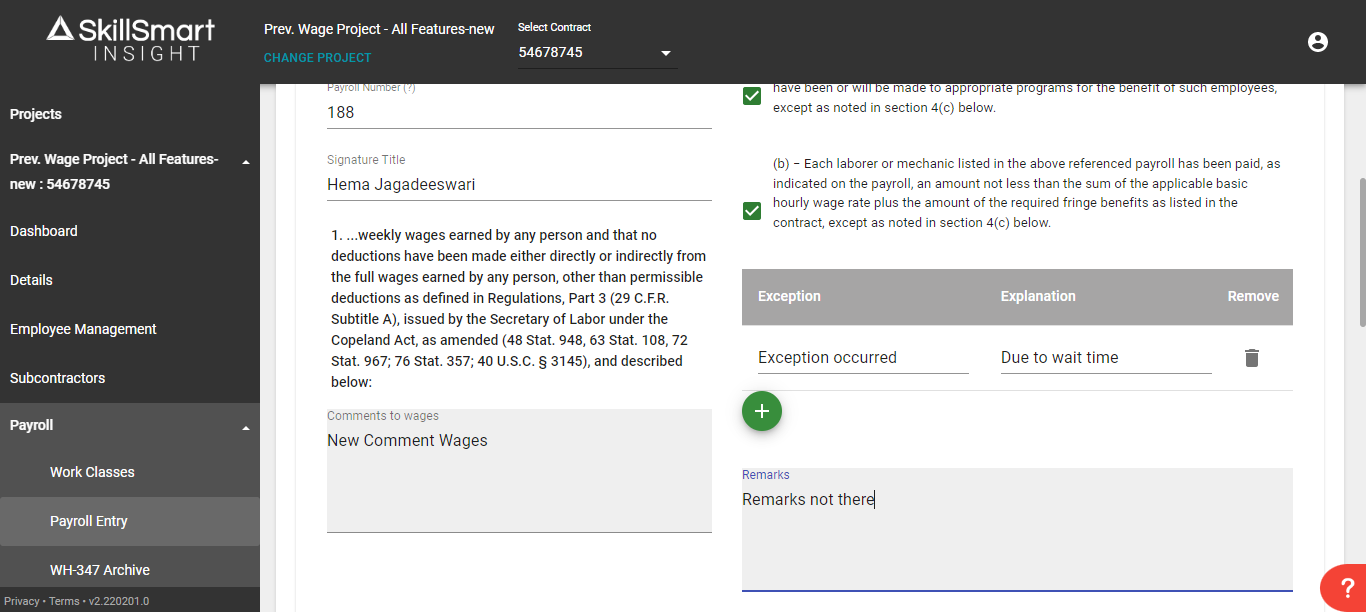 SkillSmart
INSIGHT
Prev. Wage Project - All Features-new
CHANGE PROJECT
Select Contract
54678745
Projects
Prev. Wage Project - All Features-
new : 54678745
Dashboard
Details
Employee Management
Subcontractors
Payroll
Work Classes
Payroll Entry
WH-347 Archive
Privacy • Terms • v2.220201.0
Payroll Number (?)
188
Signature Title
Hema Jagadeeswari
1. ...weekly wages earned by any person and that no
deductions have been made either directly or indirectly from
the full wages earned by any person, other than permissible
deductions as defined in Regulations, Part 3 (29 C.F.R.
Subtitle A), issued by the Secretary of Labor under the
Copeland Act, as amended (48 Stat. 948, 63 Stat. 108, 72
Stat. 967; 76 Stat. 357; 40 U.S.C. § 3145), and described
below:
Comments to wages
New Comment Wages
have been or will be made to appropriate programs for the benefit of such employees,
except as noted in section 4(c) below.
(b) – Each laborer or mechanic listed in the above referenced payroll has been paid, as
indicated on the payroll, an amount not less than the sum of the applicable basic
hourly wage rate plus the amount of the required fringe benefits as listed in the
contract, except as noted in section 4(c) below.
Exception Explanation Remove
Exception occurred Due to wait time
+
Remarks
Remarks not there
?